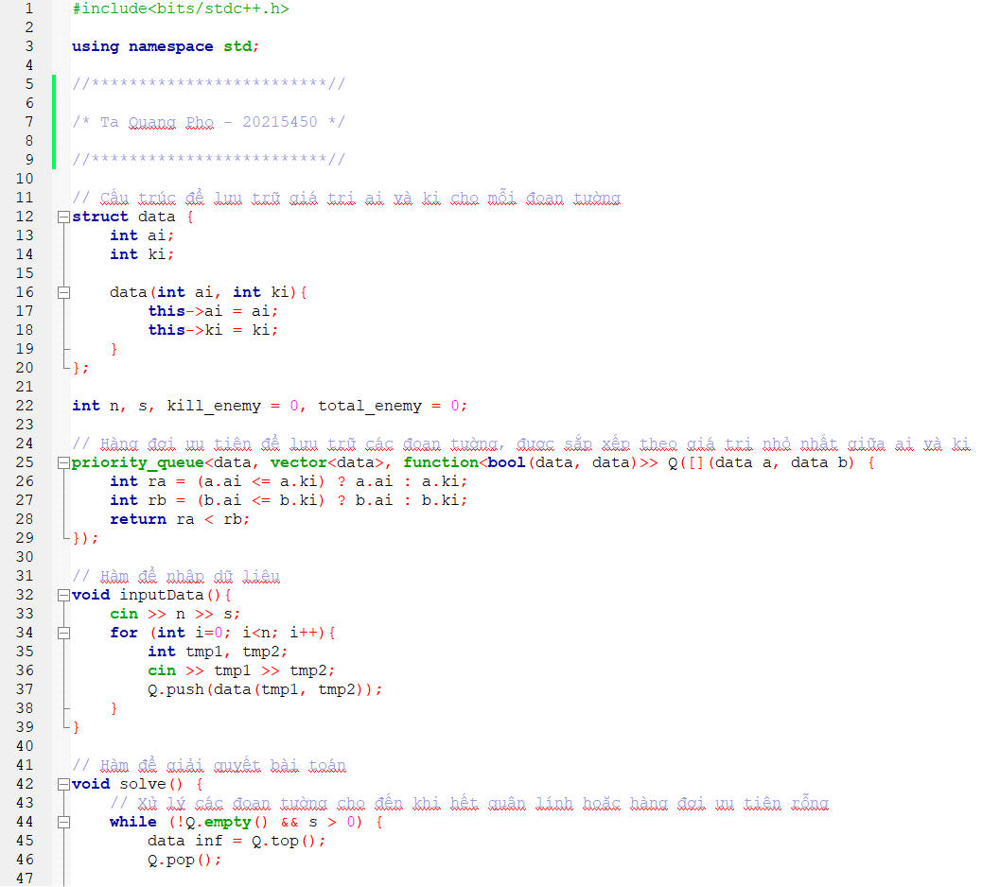 1 #include<bits/stdc++.h>
2
3 using namespace std;
4
5 //*************************//
6
7 /* Ta Quang Pho - 20215450 */
8
9 //*************************//
10
11 // Cấu trúc để lưu trữ giá trị ai và ki cho mỗi đoạn tường
12 struct data {
13 int ai;
14 int ki;
15
16 data(int ai, int ki){
17 this->ai = ai;
18 this->ki = ki;
19 }
20 };
21
22 int n, s, kill_enemy = 0, total_enemy = 0;
23
24 // Hàng đợi ưu tiên để lưu trữ các đoạn tường, được sắp xếp theo giá trị nhỏ nhất giữa ai và ki
25 priority_queue<data, vector<data>, function<bool(data, data)>> Q([](data a, data b) {
26 int ra = (a.ai <= a.ki) ? a.ai : a.ki;
27 int rb = (b.ai <= b.ki) ? b.ai : b.ki;
28 return ra < rb;
29 });
30
31 // Hàm để nhập dữ liệu
32 void inputData(){
33 cin >> n >> s;
34 for (int i=0; i<n; i++){
35 int tmp1, tmp2;
36 cin >> tmp1 >> tmp2;
37 Q.push(data(tmp1, tmp2));
38 }
39 }
40
41 // Hàm để giải quyết bài toán
42 void solve() {
43 // Xử lý các đoạn tường cho đến khi hết quân lính hoặc hàng đợi ưu tiên rỗng
44 while (!Q.empty() && s > 0) {
45 data inf = Q.top();
46 Q.pop();
47